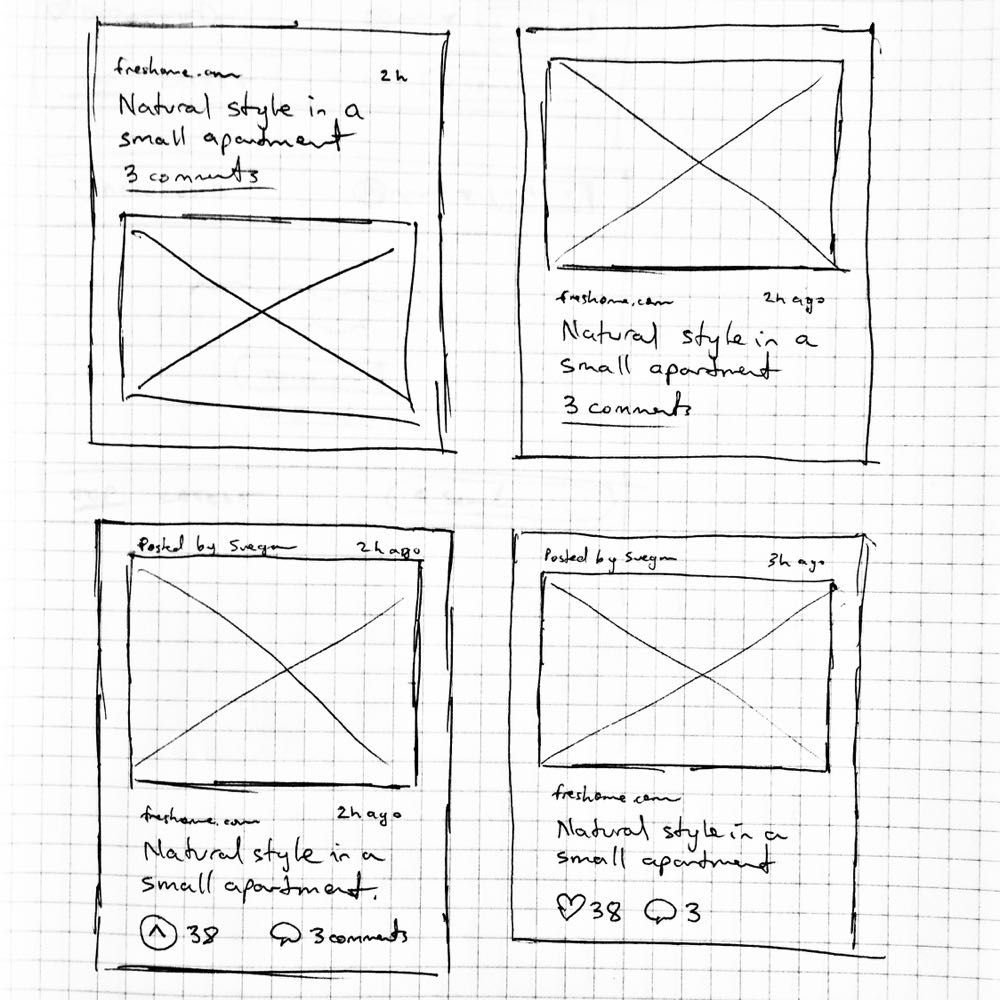 freshome.com 2h
Natural style in a
small apartment
3 comments
freshome.com 2h ago
Natural style in a
small apartment
3 comments
Posted by 2h ago
freshome.com 2h ago
Natural style in a
small apartment.
38 3 comments
Posted by 3h ago
freshome.com
Natural style in a
small apartment
38 3